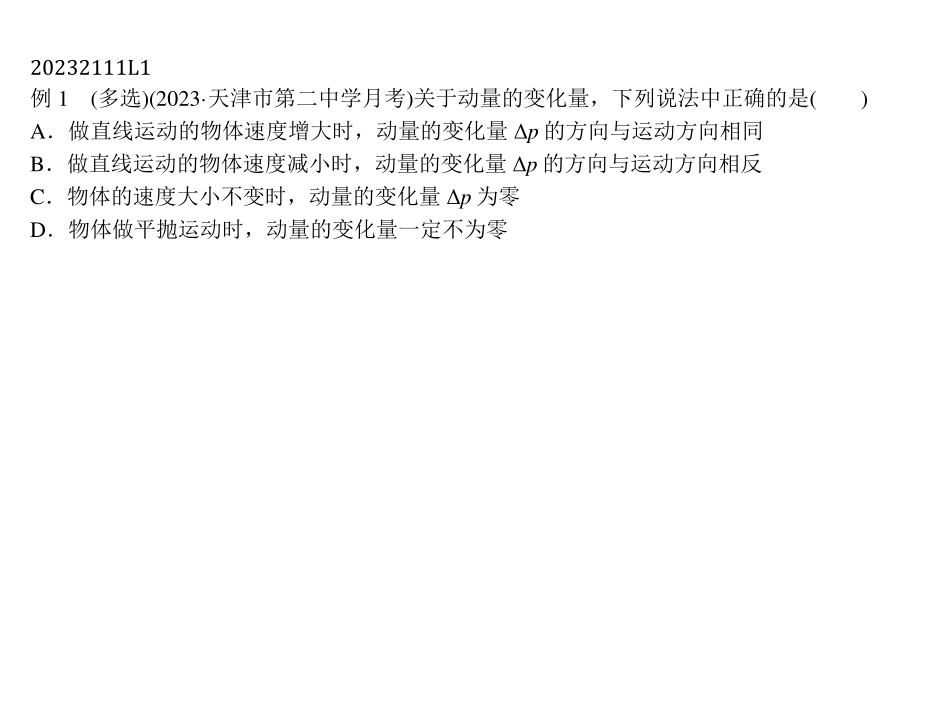 20232111L1
例 1 (多选)(2023·天津市第二中学月考)关于动量的变化量，下列说法中正确的是(  )
A．做直线运动的物体速度增大时，动量的变化量 Δp 的方向与运动方向相同
B．做直线运动的物体速度减小时，动量的变化量 Δp 的方向与运动方向相反
C．物体的速度大小不变时，动量的变化量 Δp 为零
D．物体做平抛运动时，动量的变化量一定不为零